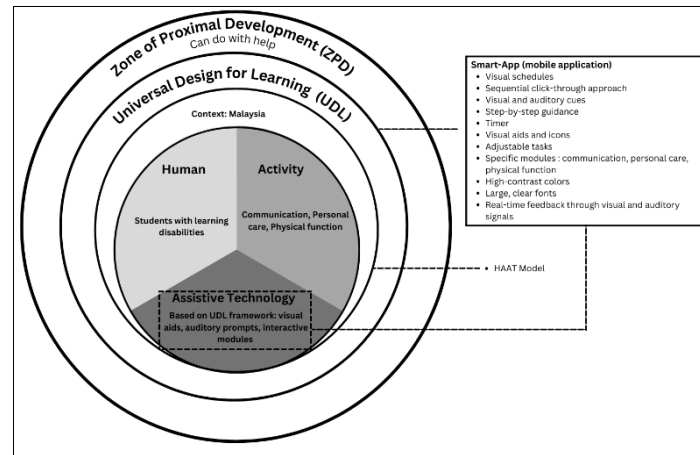 Zone of Proximal Development (ZPD)
Can do with help
Universal Design for Learning (UDL)
Context: Malaysia
Human
Activity
Students with learning
disabilities
Communication, Personal
care, Physical function
Assistive Technology
Based on UDL framework: visual
aids, auditory prompts, interactive
modules
Smart-App (mobile application)
• Visual schedules
• Sequential click-through approach
• Visual and auditory cues
• Step-by-step guidance
• Timer
• Visual aids and icons
• Adjustable tasks
• Specific modules : communication, personal care,
physical function
• High-contrast colors
• Large, clear fonts
• Real-time feedback through visual and auditory
signals
• HAAT Model